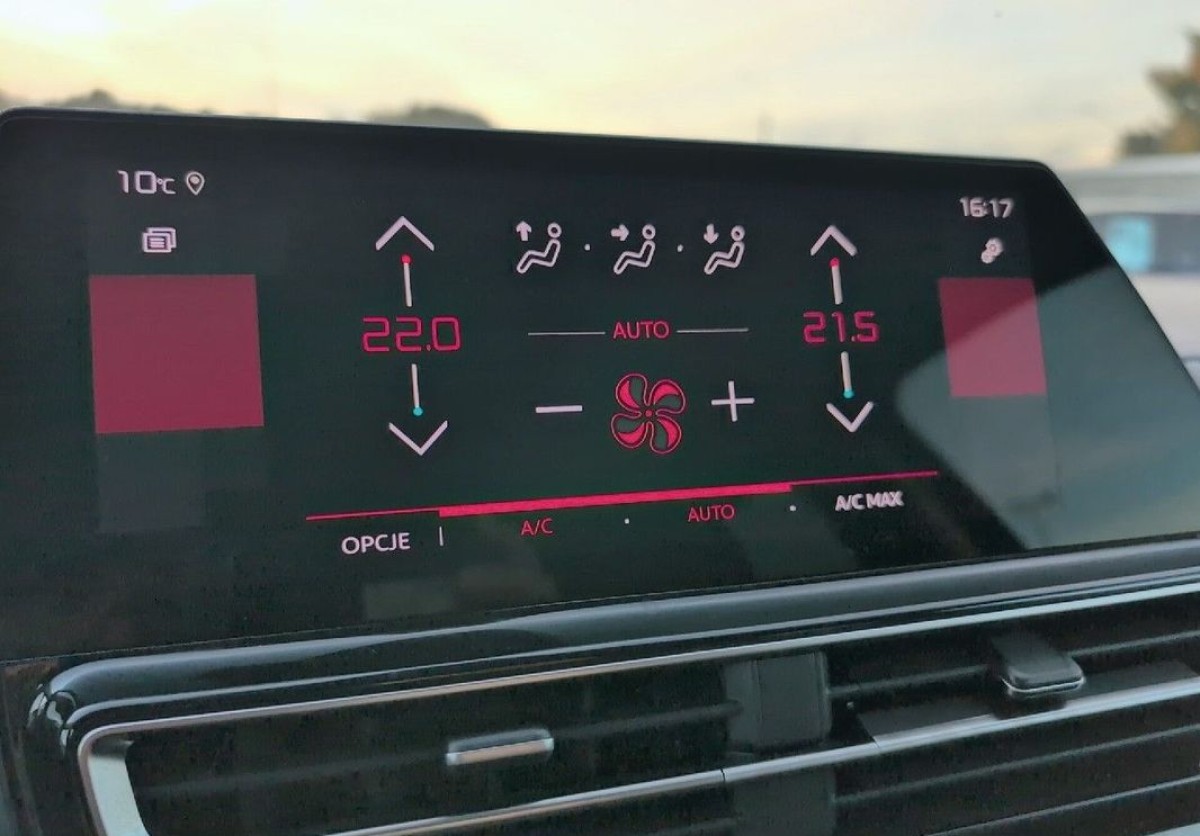 10°C
16:17
22.0
AUTO
21.5
OPCJE | A/C · AUTO · A/C MAX